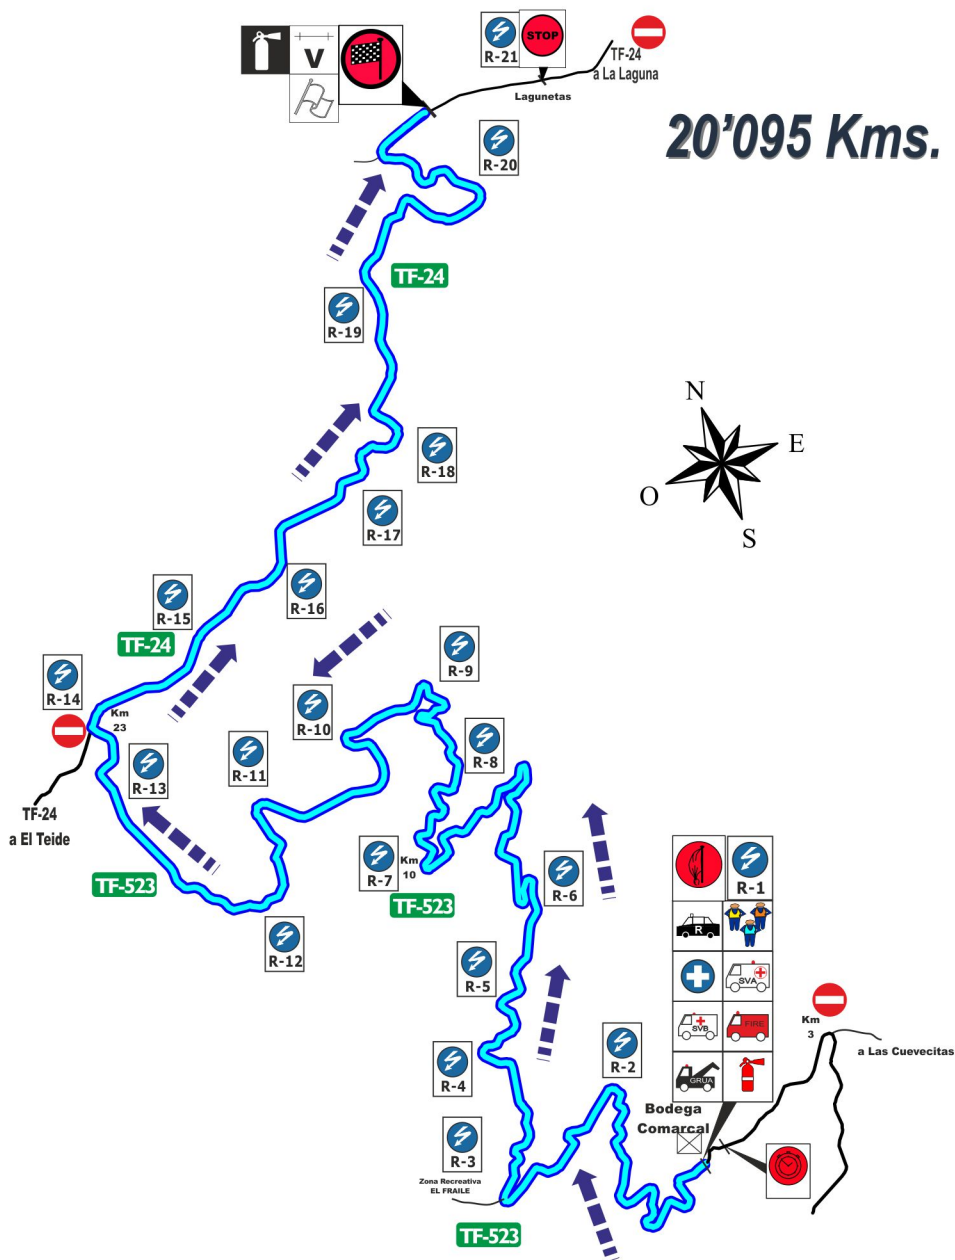 V
R-21
STOP
TF-24
a La Laguna
Lagunetas
20'095 Kms.
R-20
TF-24
R-19
N
E
O
S
R-18
R-17
R-16
R-15
TF-24
R-14
Km
23
R-9
R-10
R-11
R-8
R-13
TF-24
a El Teide
TF-523
R-7
Km
10
TF-523
R-6
R-12
R-5
R-4
R-3
R-2
R-1
R
SVA
SVB
FIRE
GRUA
Km
3
a Las Cuevecitas
Bodega
Comarcal
Zona Recreativa
EL FRAILE
TF-523